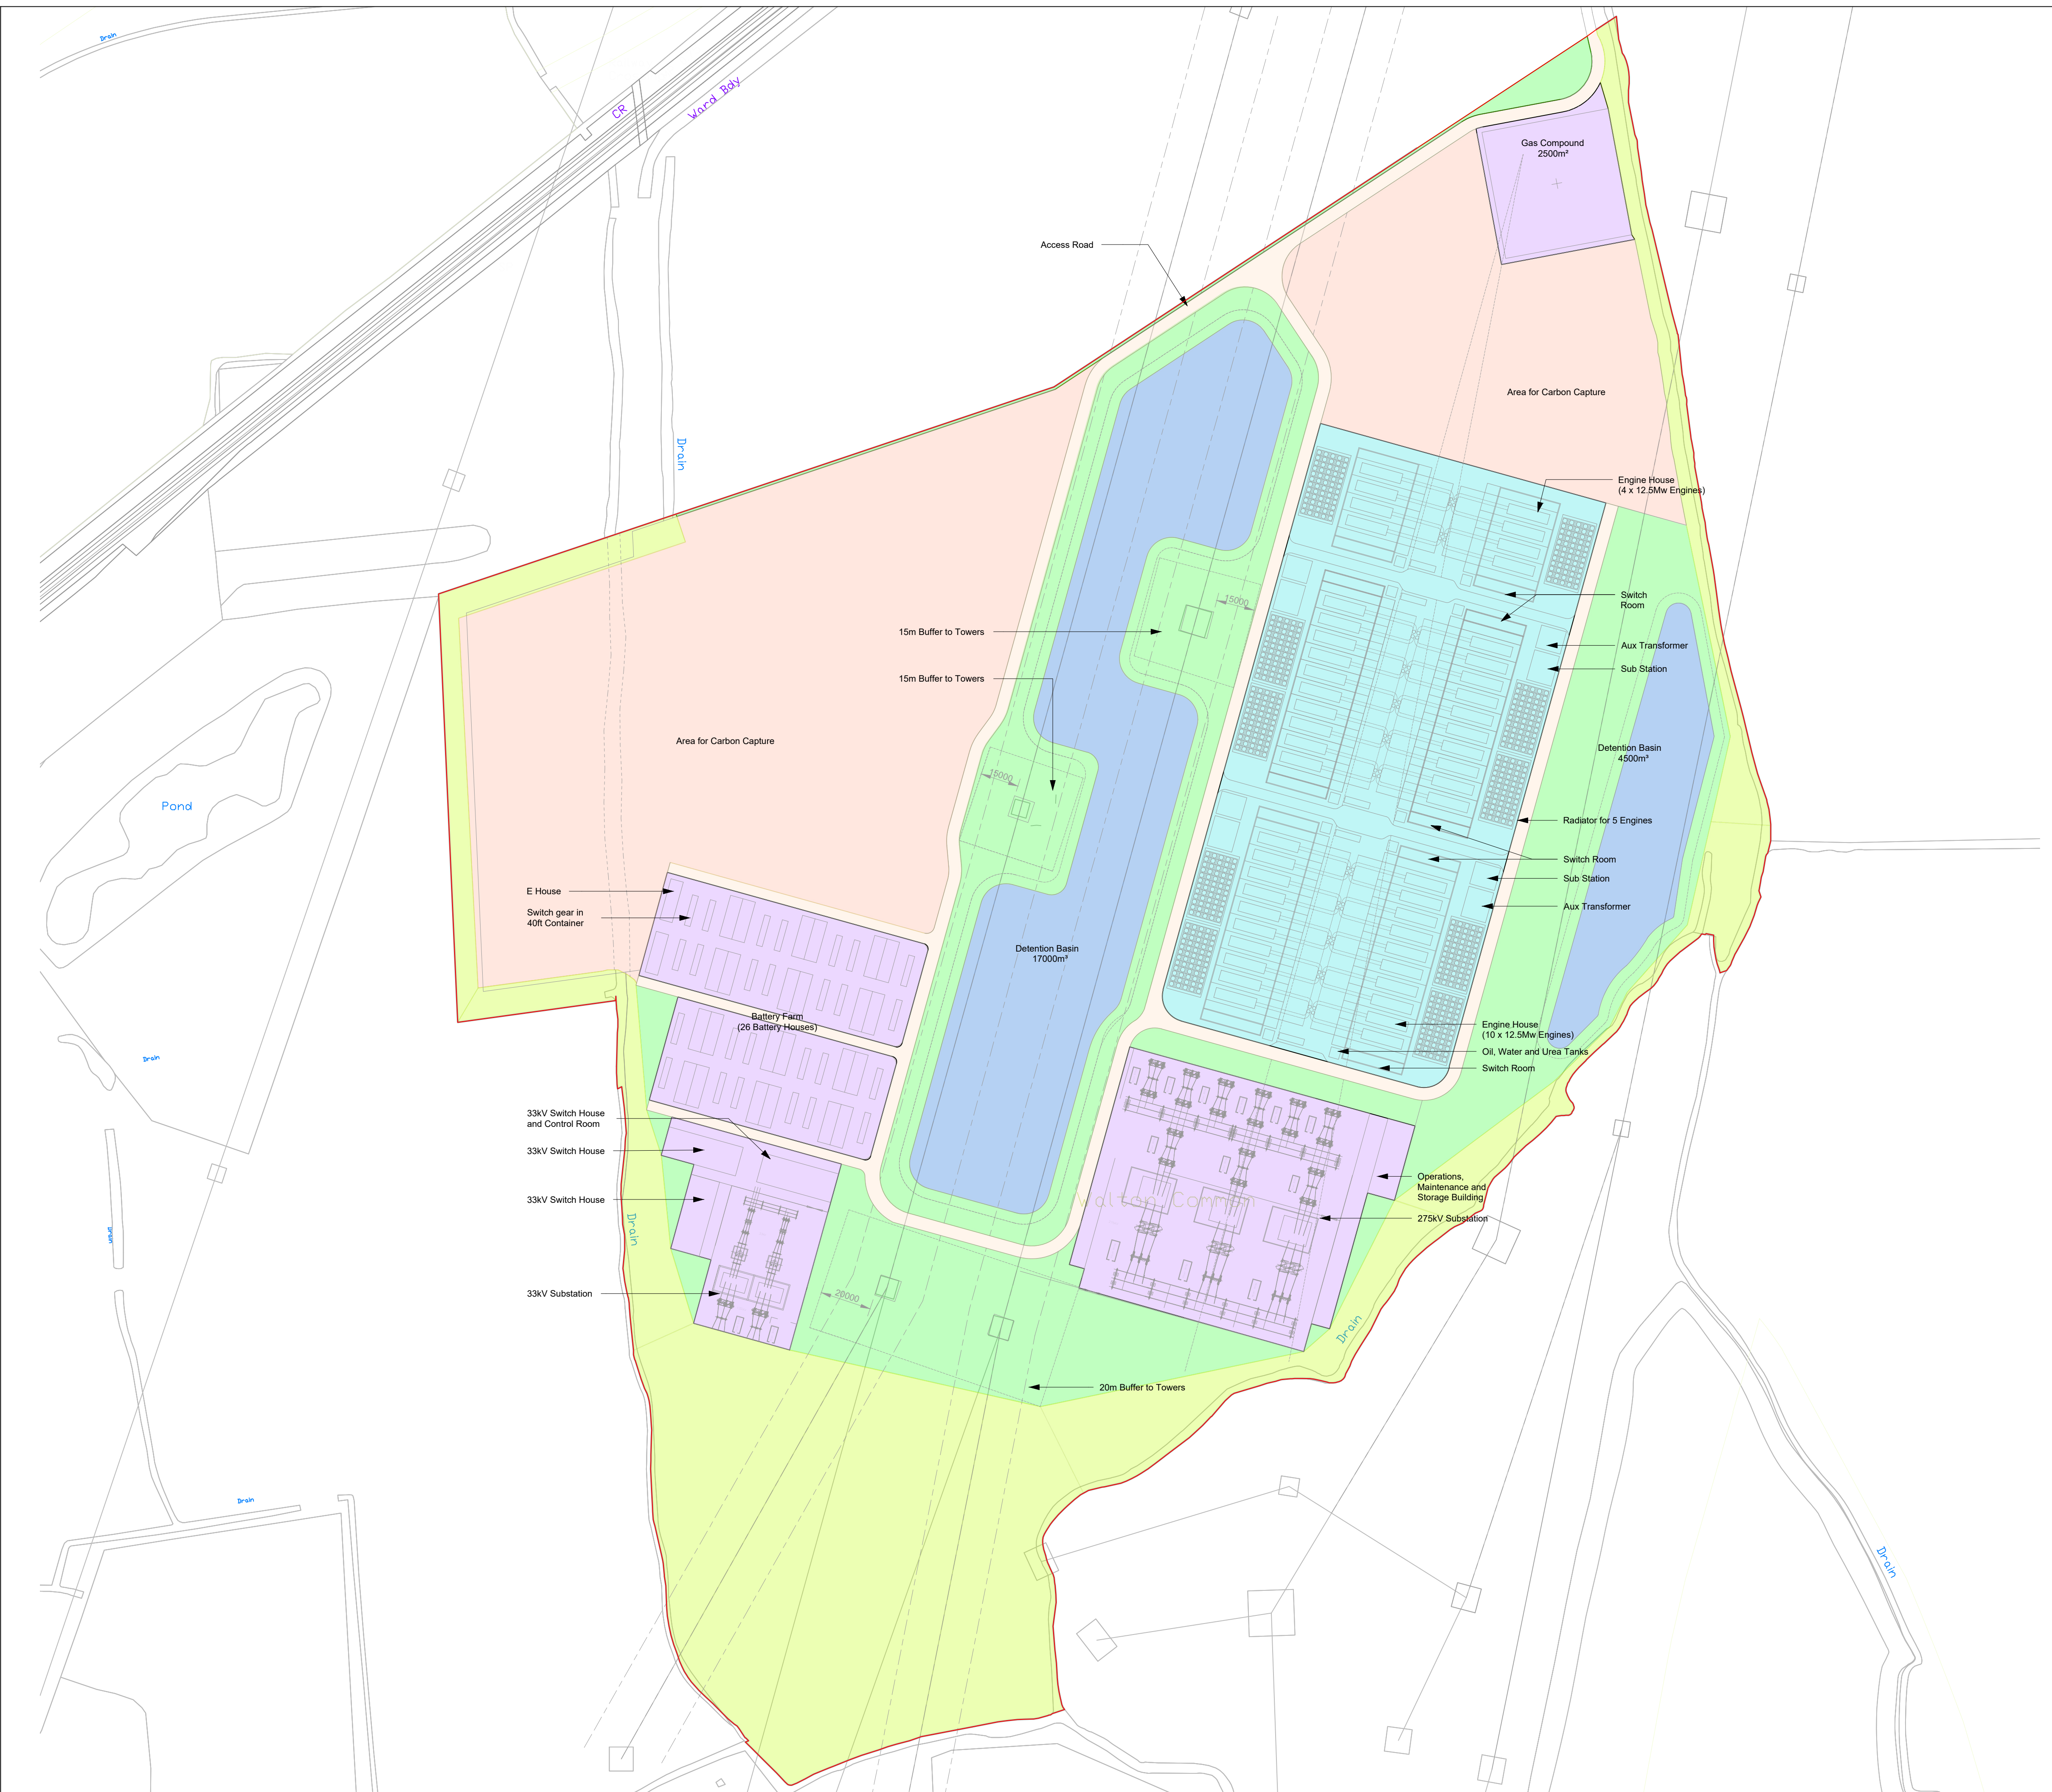 Drain
CR
Ward Bdy
Gas Compound
2500m²
Access Road
Area for Carbon Capture
Drain
Engine House
(4 x 12.5Mw Engines)
Switch
Room
15000
15m Buffer to Towers
Aux Transformer
Sub Station
15m Buffer to Towers
Area for Carbon Capture
Detention Basin
4500m³
15000
Pond
Radiator for 5 Engines
Switch Room
Sub Station
E House
Aux Transformer
Switch gear in
40ft Container
Detention Basin
17000m³
Battery Farm
(26 Battery Houses)
Engine House
(10 x 12.5Mw Engines)
Oil, Water and Urea Tanks
Drain
Switch Room
33kV Switch House
and Control Room
33kV Switch House
Operations,
Maintenance and
Storage Building
33kV Switch House
Walton Common
275kV Substation
Drain
Drain
33kV Substation
20000
Drain
20m Buffer to Towers
Drain
Drain